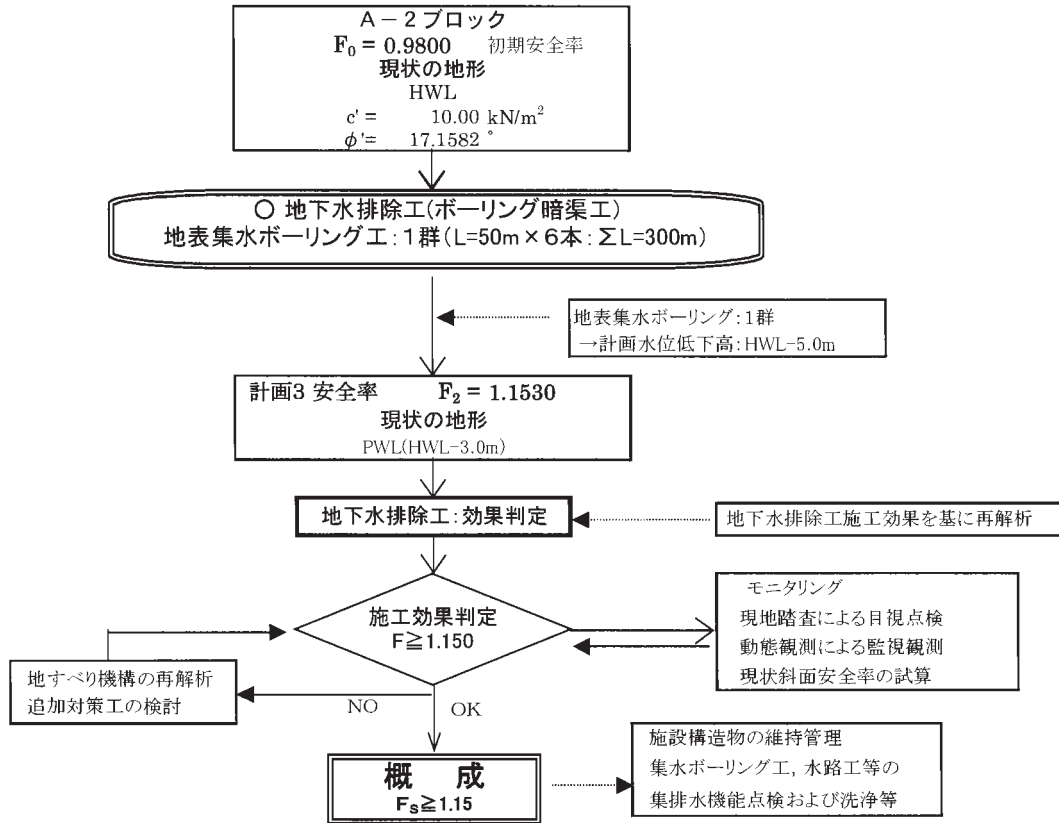 A－2ブロック
F0 = 0.9800 初期安全率
現状の地形
HWL
c' = 10.00 kN/m2
φ'= 17.1582 °
○ 地下水排除工(ボーリング暗渠工)
地表集水ボーリング工：1群(L=50m×6本：ΣL=300m)
地表集水ボーリング：1群
→計画水位低下高：HWL-5.0m
計画3 安全率 F2 = 1.1530
現状の地形
PWL(HWL-3.0m)
地下水排除工：効果判定
地下水排除工施工効果を基に再解析
施工効果判定
F≧1.150
モニタリング
現地踏査による目視点検
動態観測による監視観測
現状斜面安全率の試算
地すべり機構の再解析
追加対策工の検討
NO
OK
概 成
Fs≧1.15
施設構造物の維持管理
集水ボーリング工，水路工等の
集排水機能点検および洗浄等